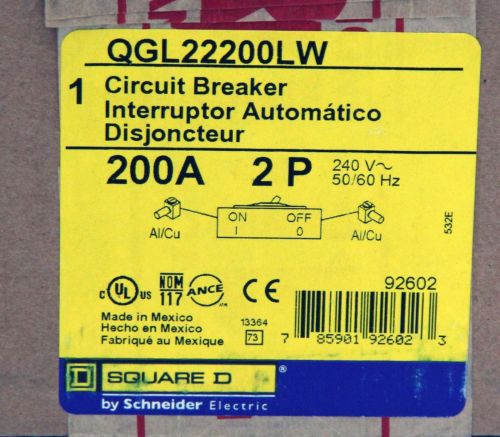 QGL22200LW
1
Circuit Breaker
Interruptor Automático
Disjoncteur
200A 2 P 240 V~
50/60 Hz
ON OFF
I 0
Al/Cu Al/Cu
532E
c UL us NOM 117 ANCE CE
92602
Made in Mexico
Hecho en Mexico
Fabriqué au Mexique
13364
73
7 85901 92602 3
SQUARE D
by Schneider Electric